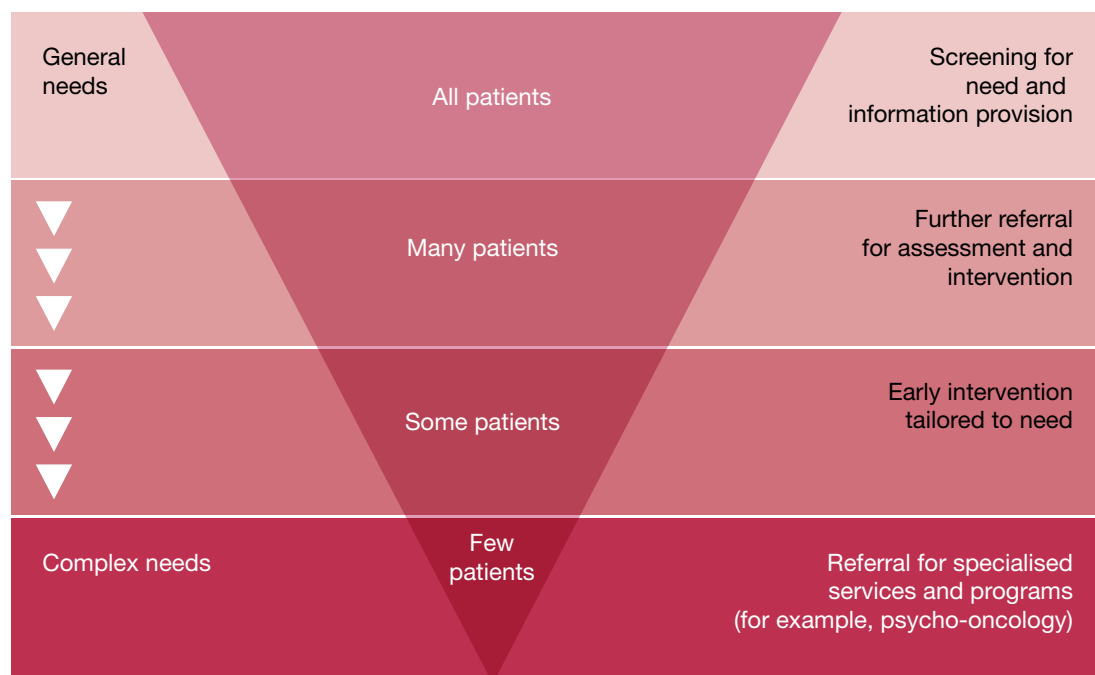 General
needs
All patients
Screening for
need and
information provision
Many patients
Further referral
for assessment and
intervention
Some patients
Early intervention
tailored to need
Complex needs
Few
patients
Referral for specialised
services and programs
(for example, psycho-oncology)